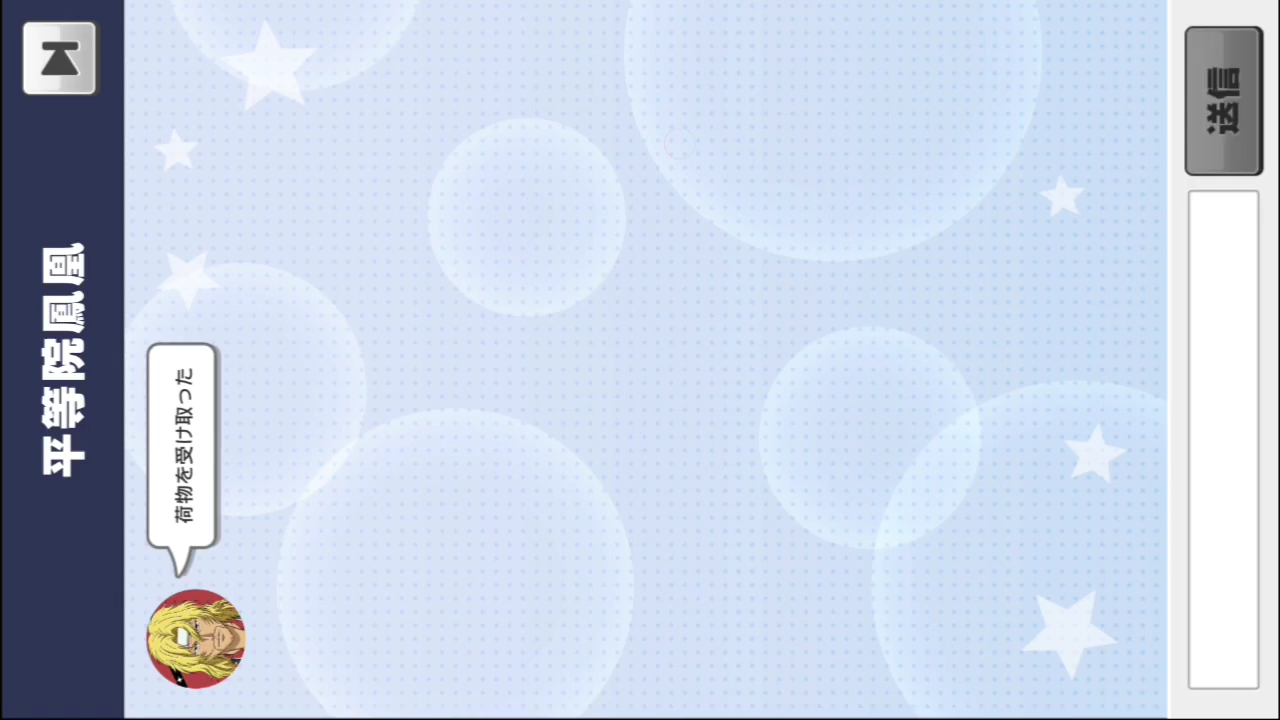 平等院鳳凰
荷物を受け取った
送信